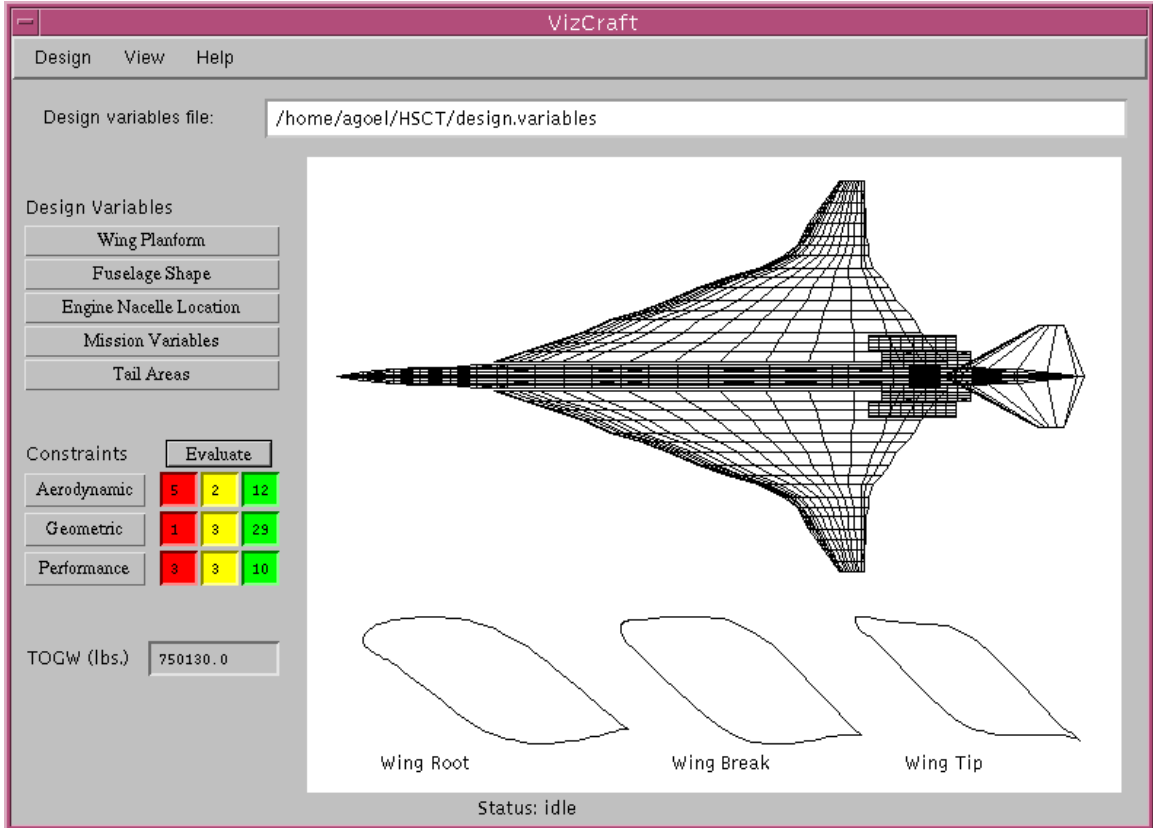 VizCraft
Design View Help
Design variables file: /home/agoel/HSCT/design.variables
Design Variables
Wing Planform
Fuselage Shape
Engine Nacelle Location
Mission Variables
Tail Areas
Constraints Evaluate
Aerodynamic 5 2 12
Geometric 1 3 29
Performance 3 3 10
TOGW (lbs.) 750130.0
Wing Root Wing Break Wing Tip
Status: idle